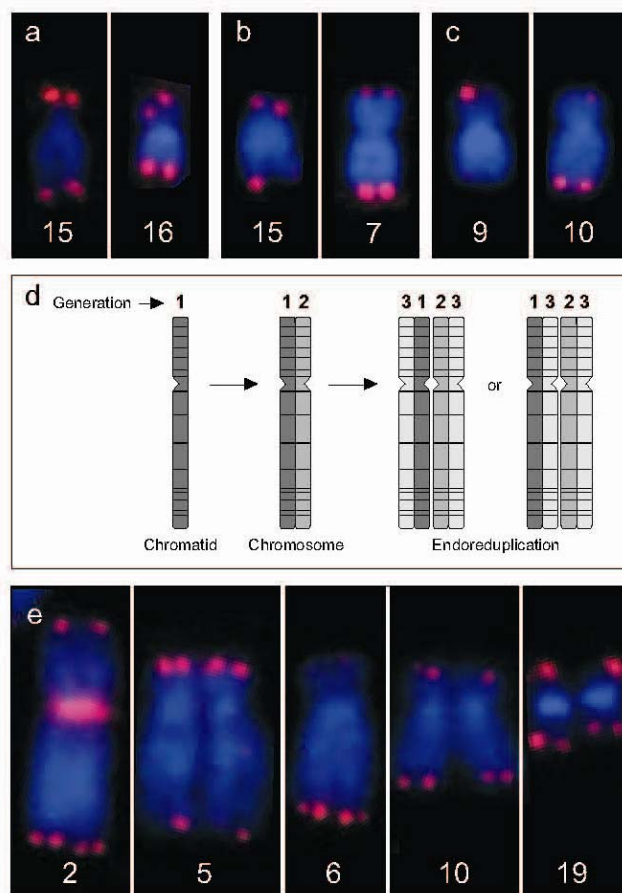 a b c
15 16 15 7 9 10
d
Generation 1 1 2 3 1 2 3 or 1 3 2 3
Chromatid Chromosome Endoreduplication
e
2 5 6 10 19